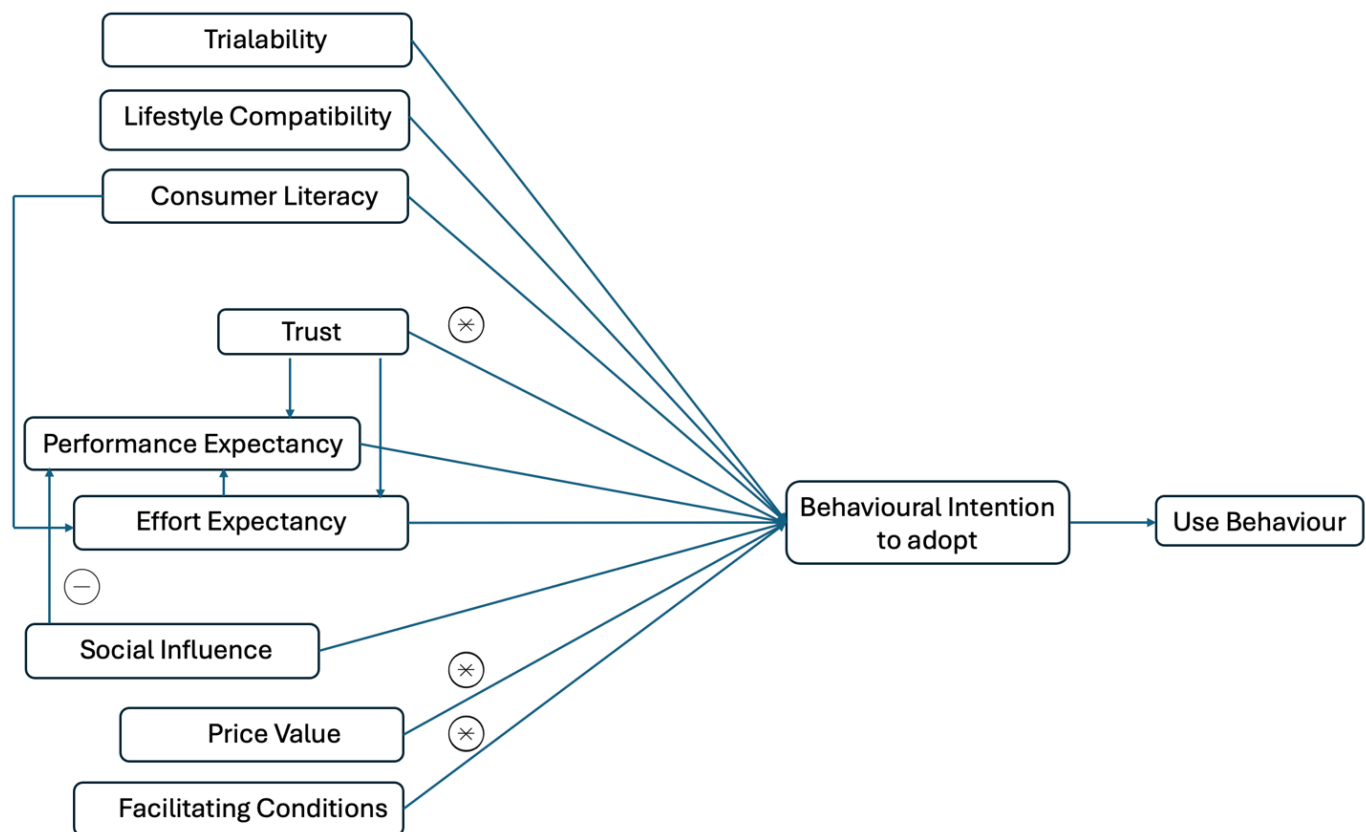 Trialability
Lifestyle Compatibility
Consumer Literacy
Trust
Performance Expectancy
Effort Expectancy
Social Influence
Price Value
Facilitating Conditions
Behavioural Intention
to adopt
Use Behaviour